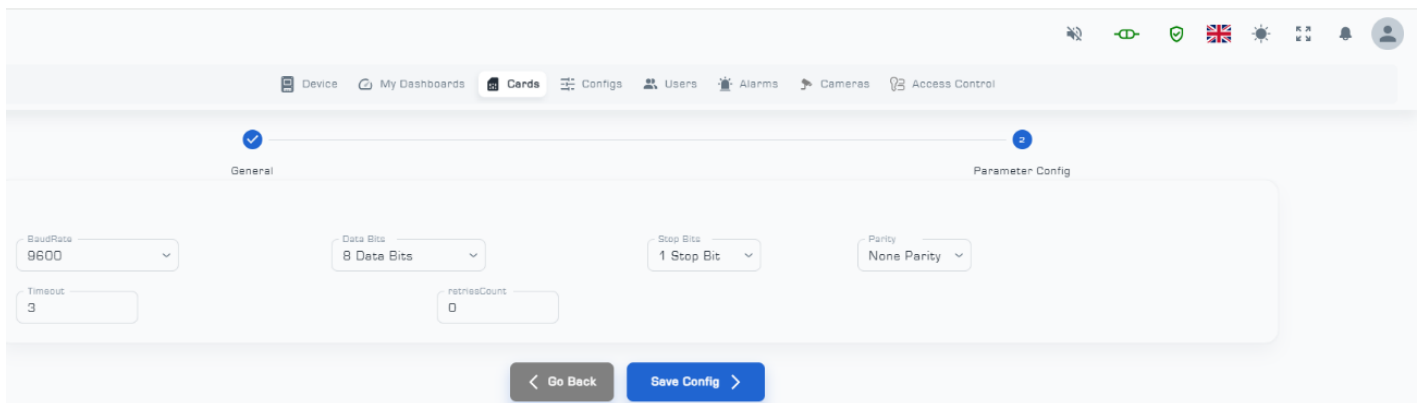 Device My Dashboards Cards Configs Users Alarms Cameras Access Control
2
General Parameter Config
BaudRate Data Bits Stop Bits Parity
9600 8 Data Bits 1 Stop Bit None Parity
Timeout retriesCount
3 0
Go Back Save Config